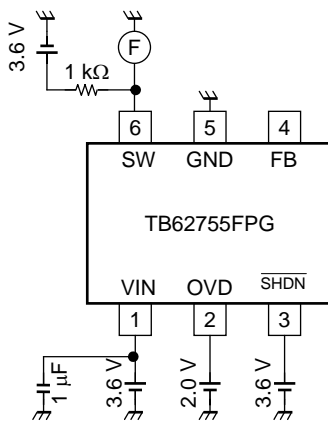 3.6 V
F
1 kΩ
6
5
4
SW
GND
FB
TB62755FPG
VIN
OVD
SHDN
1
2
3
1 μF
3.6 V
2.0 V
3.6 V